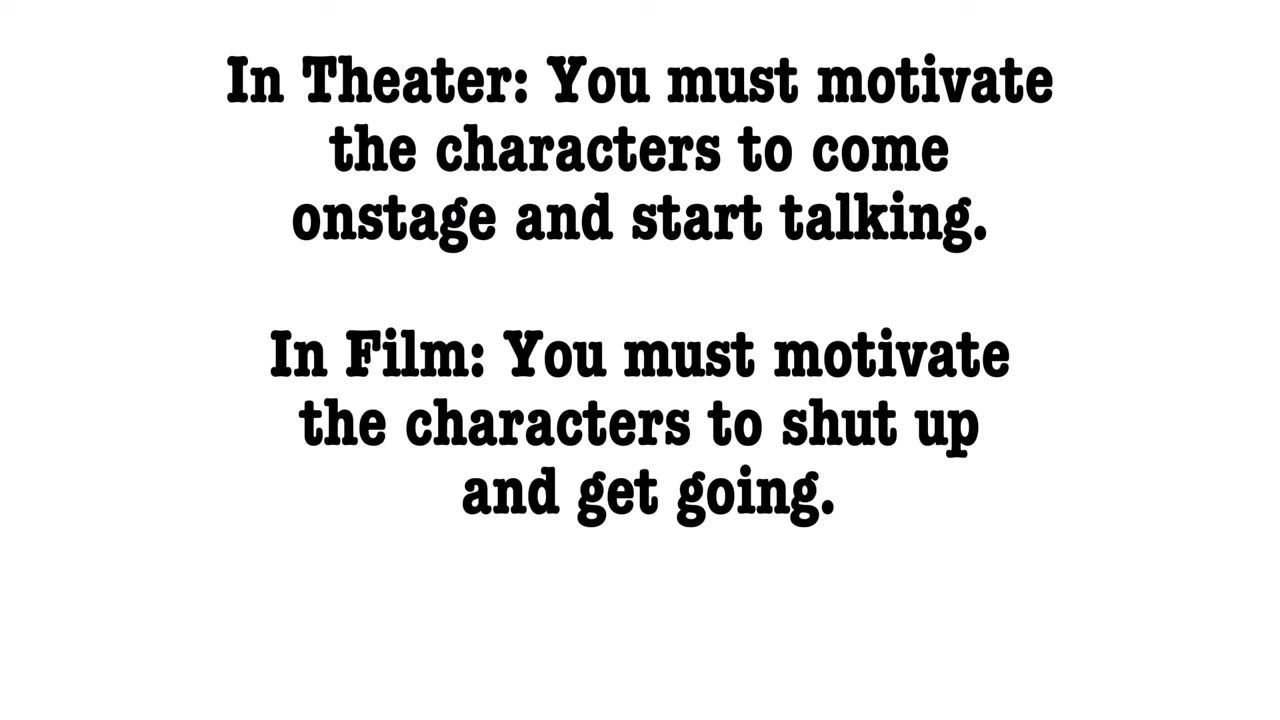 In Theater: You must motivate
the characters to come
onstage and start talking.
In Film: You must motivate
the characters to shut up
and get going.